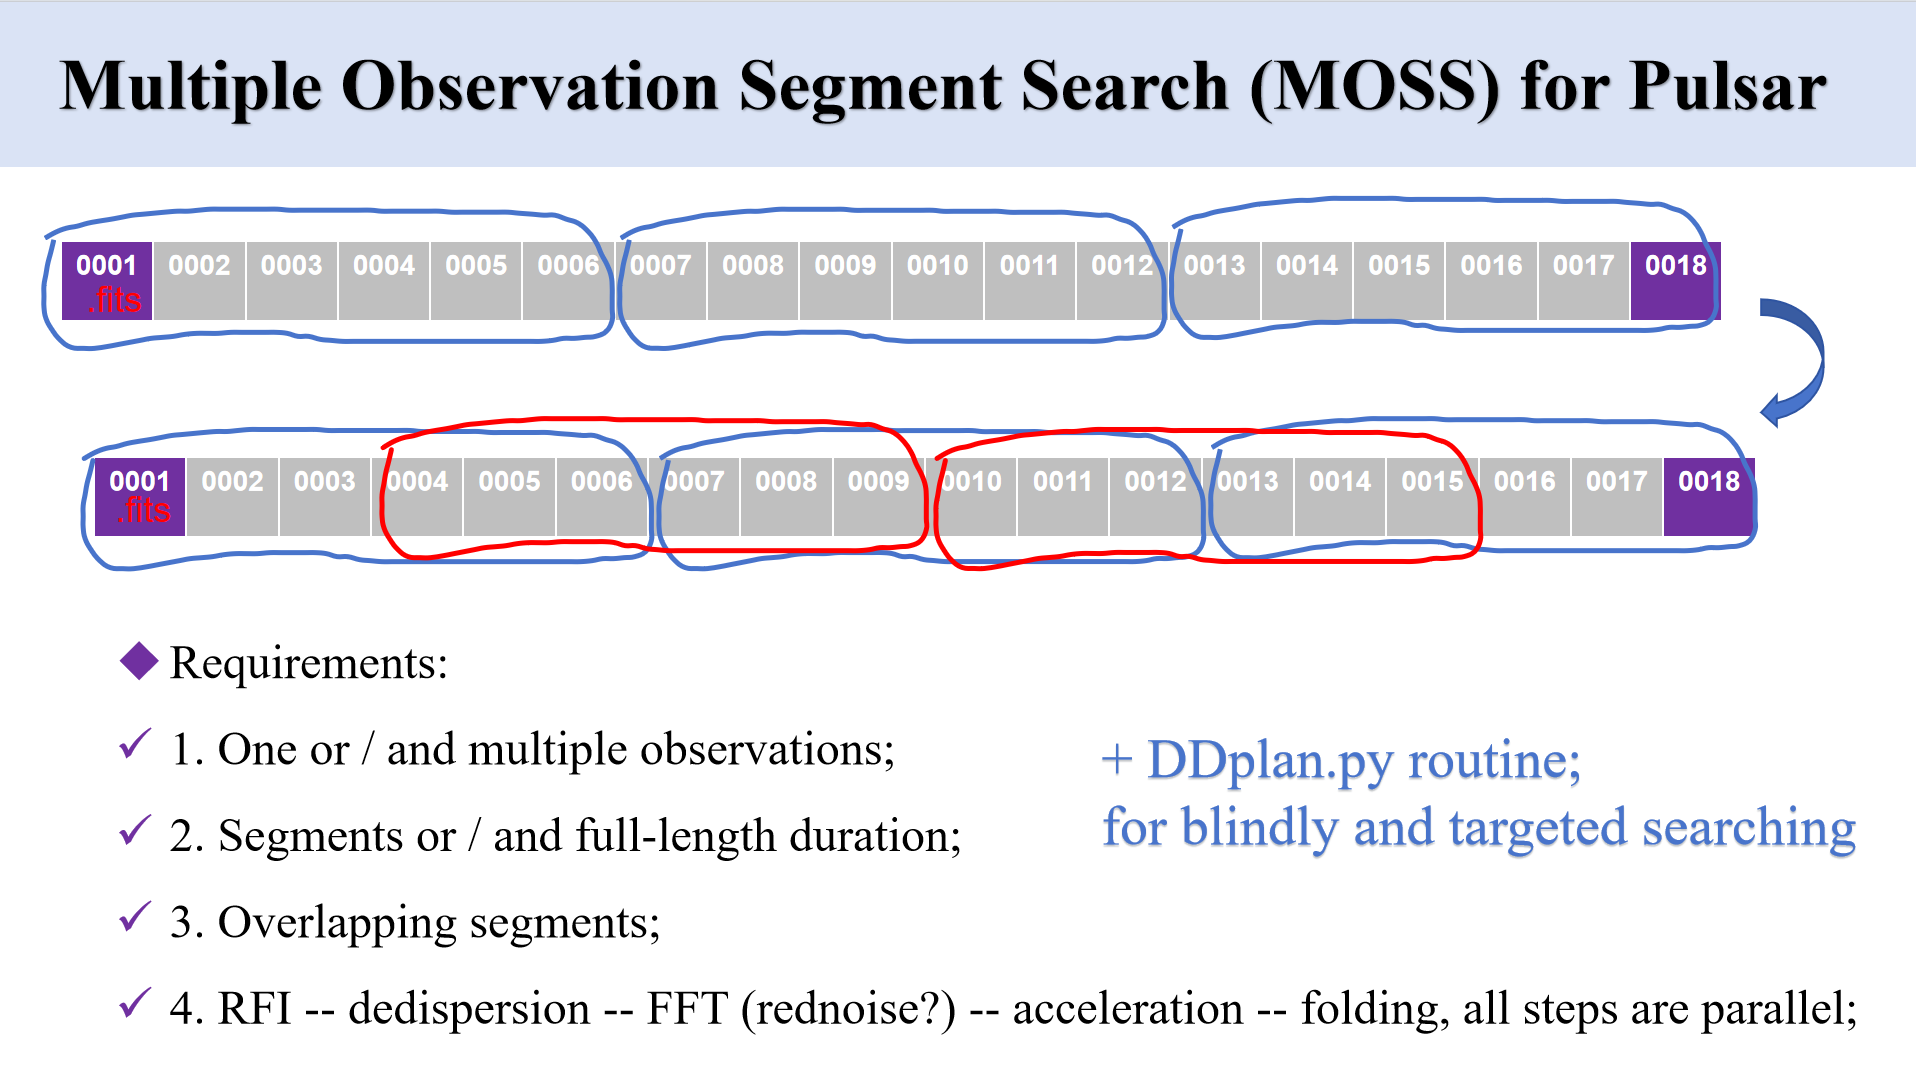 Multiple Observation Segment Search (MOSS) for Pulsar
0001 0002 0003 0004 0005 0006 0007 0008 0009 0010 0011 0012 0013 0014 0015 0016 0017 0018
.fits
0001 0002 0003 0004 0005 0006 0007 0008 0009 0010 0011 0012 0013 0014 0015 0016 0017 0018
.fits
Requirements:
1. One or / and multiple observations;
2. Segments or / and full-length duration;
3. Overlapping segments;
4. RFI -- dedispersion -- FFT (rednoise?) -- acceleration -- folding, all steps are parallel;
+ DDplan.py routine;
for blindly and targeted searching